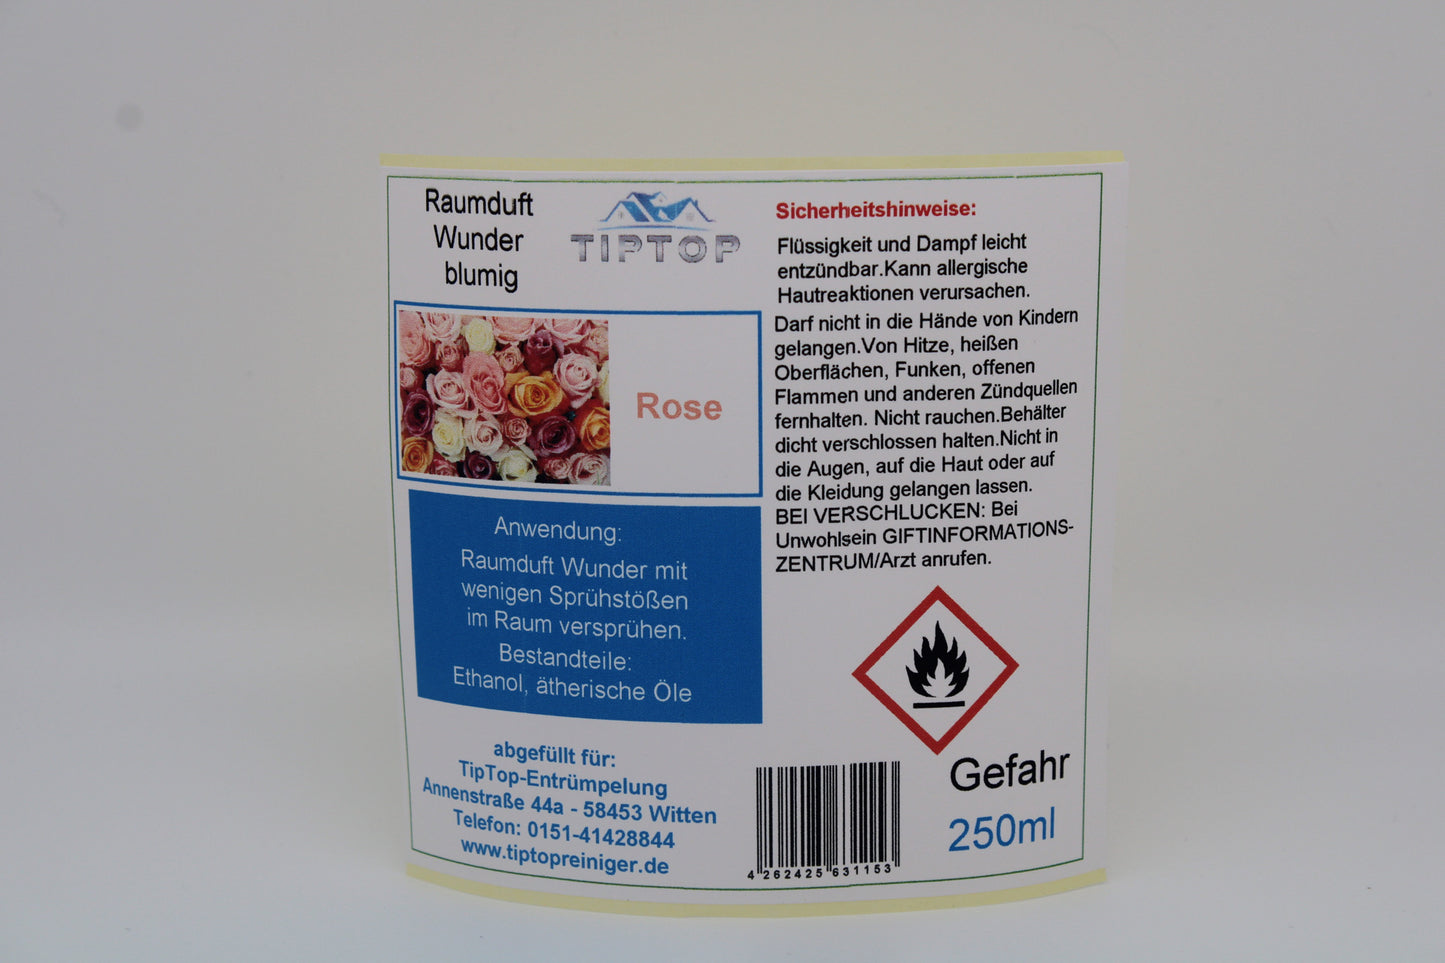 Raumduft
Wunder
blumig
TIPTOP
Rose
Anwendung:
Raumduft Wunder mit
wenigen Sprühstößen
im Raum versprühen.
Bestandteile:
Ethanol, ätherische Öle
abgefüllt für:
TipTop-Entrümpelung
Annenstraße 44a - 58453 Witten
Telefon: 0151-41428844
www.tiptopreiniger.de
Sicherheitshinweise:
Flüssigkeit und Dampf leicht
entzündbar.Kann allergische
Hautreaktionen verursachen.
Darf nicht in die Hände von Kindern
gelangen.Von Hitze, heißen
Oberflächen, Funken, offenen
Flammen und anderen Zündquellen
fernhalten. Nicht rauchen.Behälter
dicht verschlossen halten.Nicht in
die Augen, auf die Haut oder auf
die Kleidung gelangen lassen.
BEI VERSCHLUCKEN: Bei
Unwohlsein GIFTINFORMATIONS-
ZENTRUM/Arzt anrufen.
Gefahr
250ml
4 262425 631153